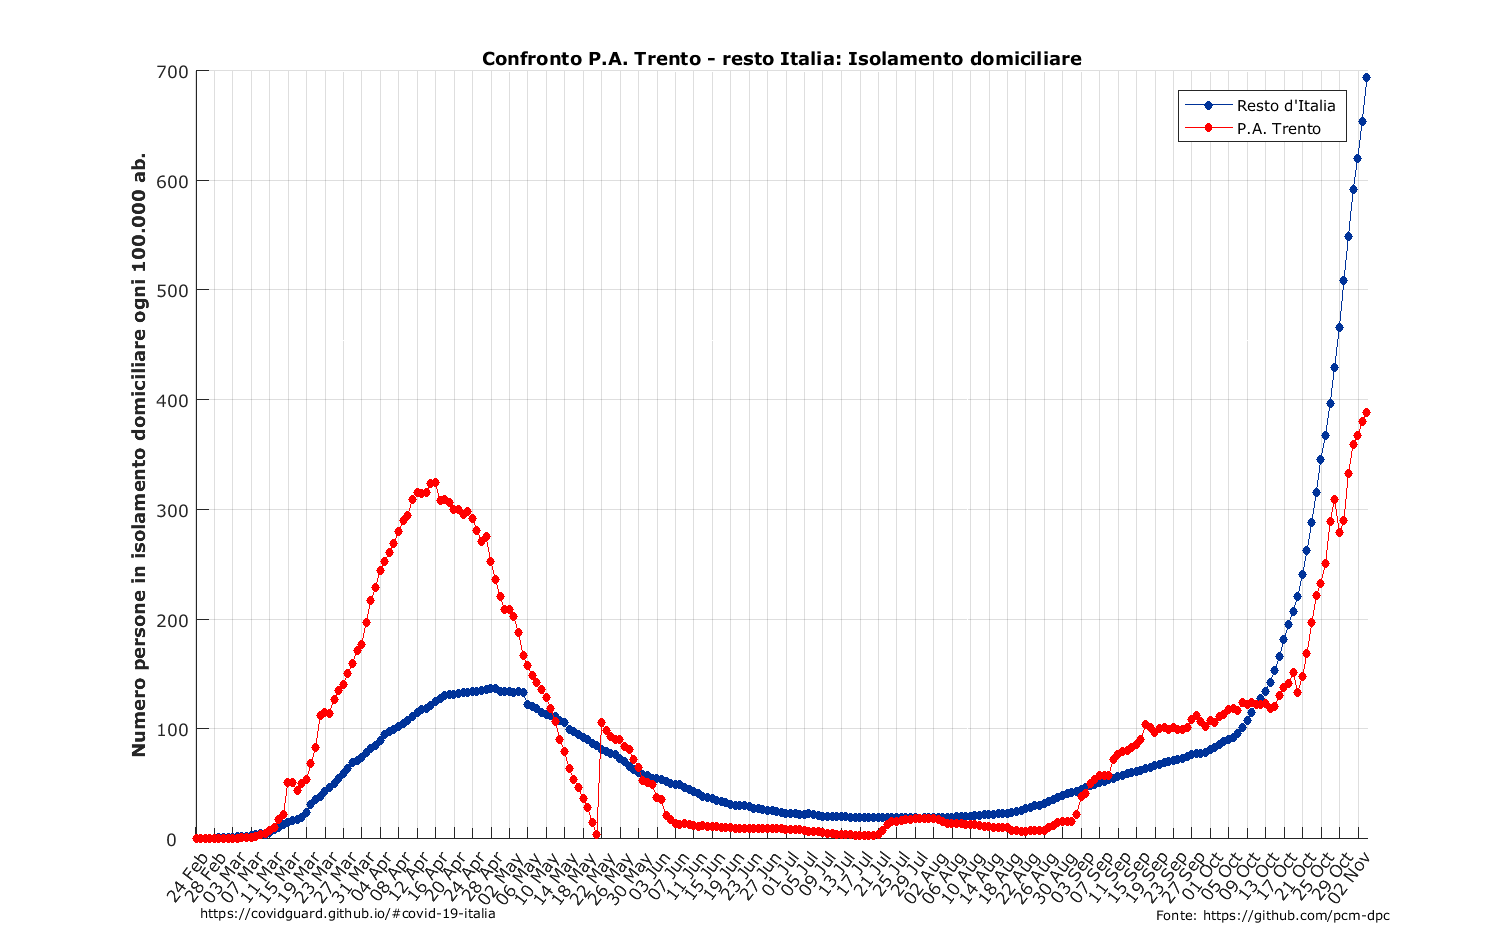 Confronto P.A. Trento - resto Italia: Isolamento domiciliare
Numero persone in isolamento domiciliare ogni 100.000 ab.
700
600
500
400
300
200
100
0
Resto d'Italia
P.A. Trento
24 Feb
28 Feb
03 Mar
07 Mar
11 Mar
15 Mar
19 Mar
23 Mar
27 Mar
31 Mar
04 Apr
08 Apr
12 Apr
16 Apr
20 Apr
24 Apr
28 Apr
02 May
06 May
10 May
14 May
18 May
22 May
26 May
30 May
03 Jun
07 Jun
11 Jun
15 Jun
19 Jun
23 Jun
27 Jun
01 Jul
05 Jul
09 Jul
13 Jul
17 Jul
21 Jul
25 Jul
29 Jul
02 Aug
06 Aug
10 Aug
14 Aug
18 Aug
22 Aug
26 Aug
30 Aug
03 Sep
07 Sep
11 Sep
15 Sep
19 Sep
23 Sep
27 Sep
01 Oct
05 Oct
09 Oct
13 Oct
17 Oct
21 Oct
25 Oct
29 Oct
02 Nov
https://covidguard.github.io/#covid-19-italia
Fonte: https://github.com/pcm-dpc